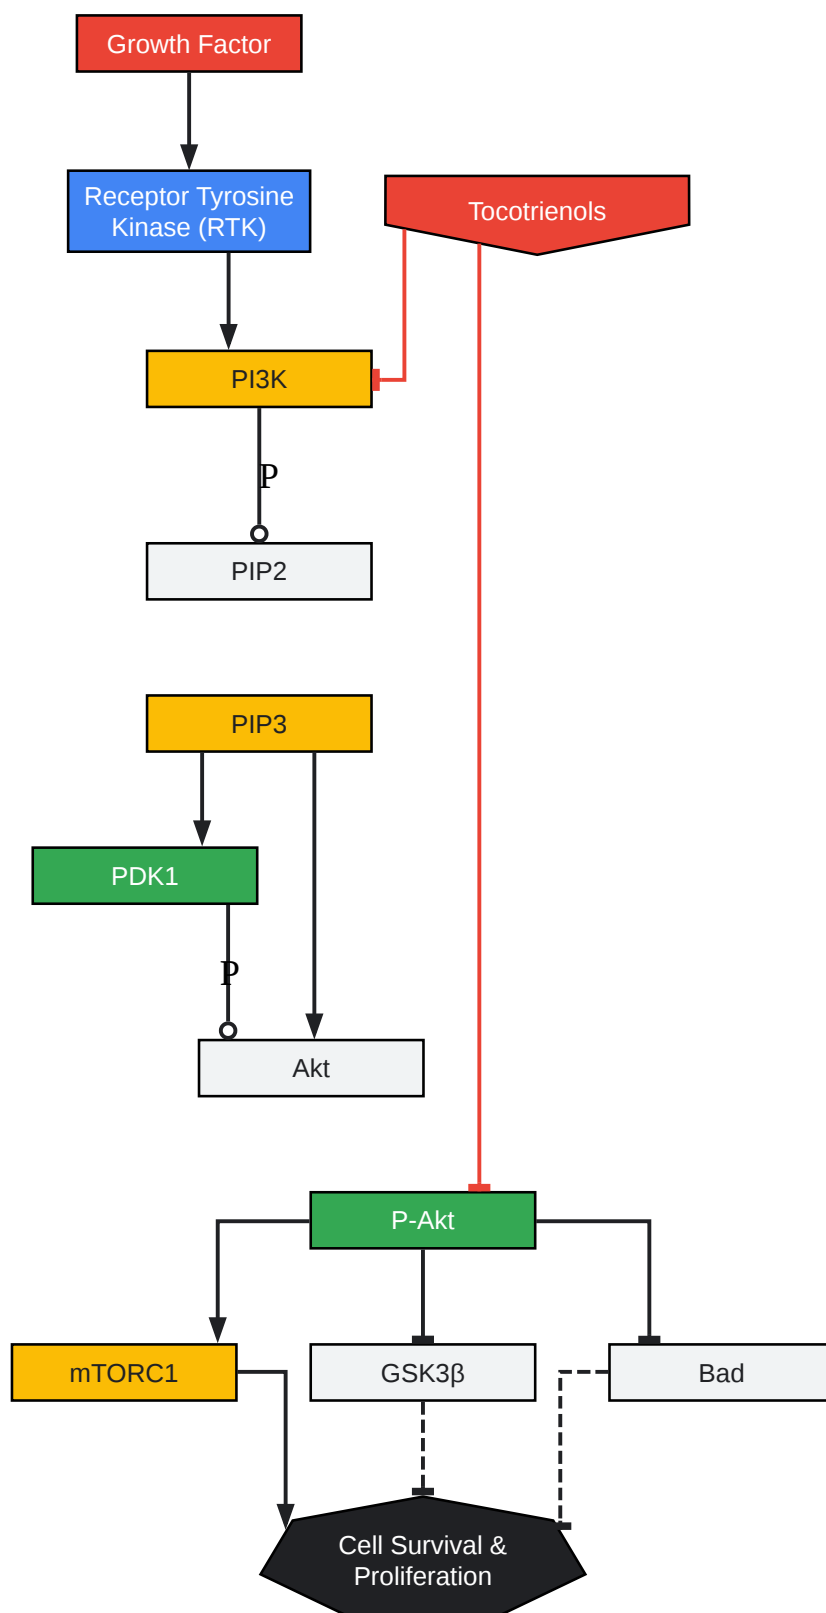 Growth Factor
Receptor Tyrosine
Kinase (RTK)
Tocotrienols
PI3K
P
PIP2
PIP3
PDK1
P
Akt
P-Akt
mTORC1
GSK3β
Bad
Cell Survival &
Proliferation